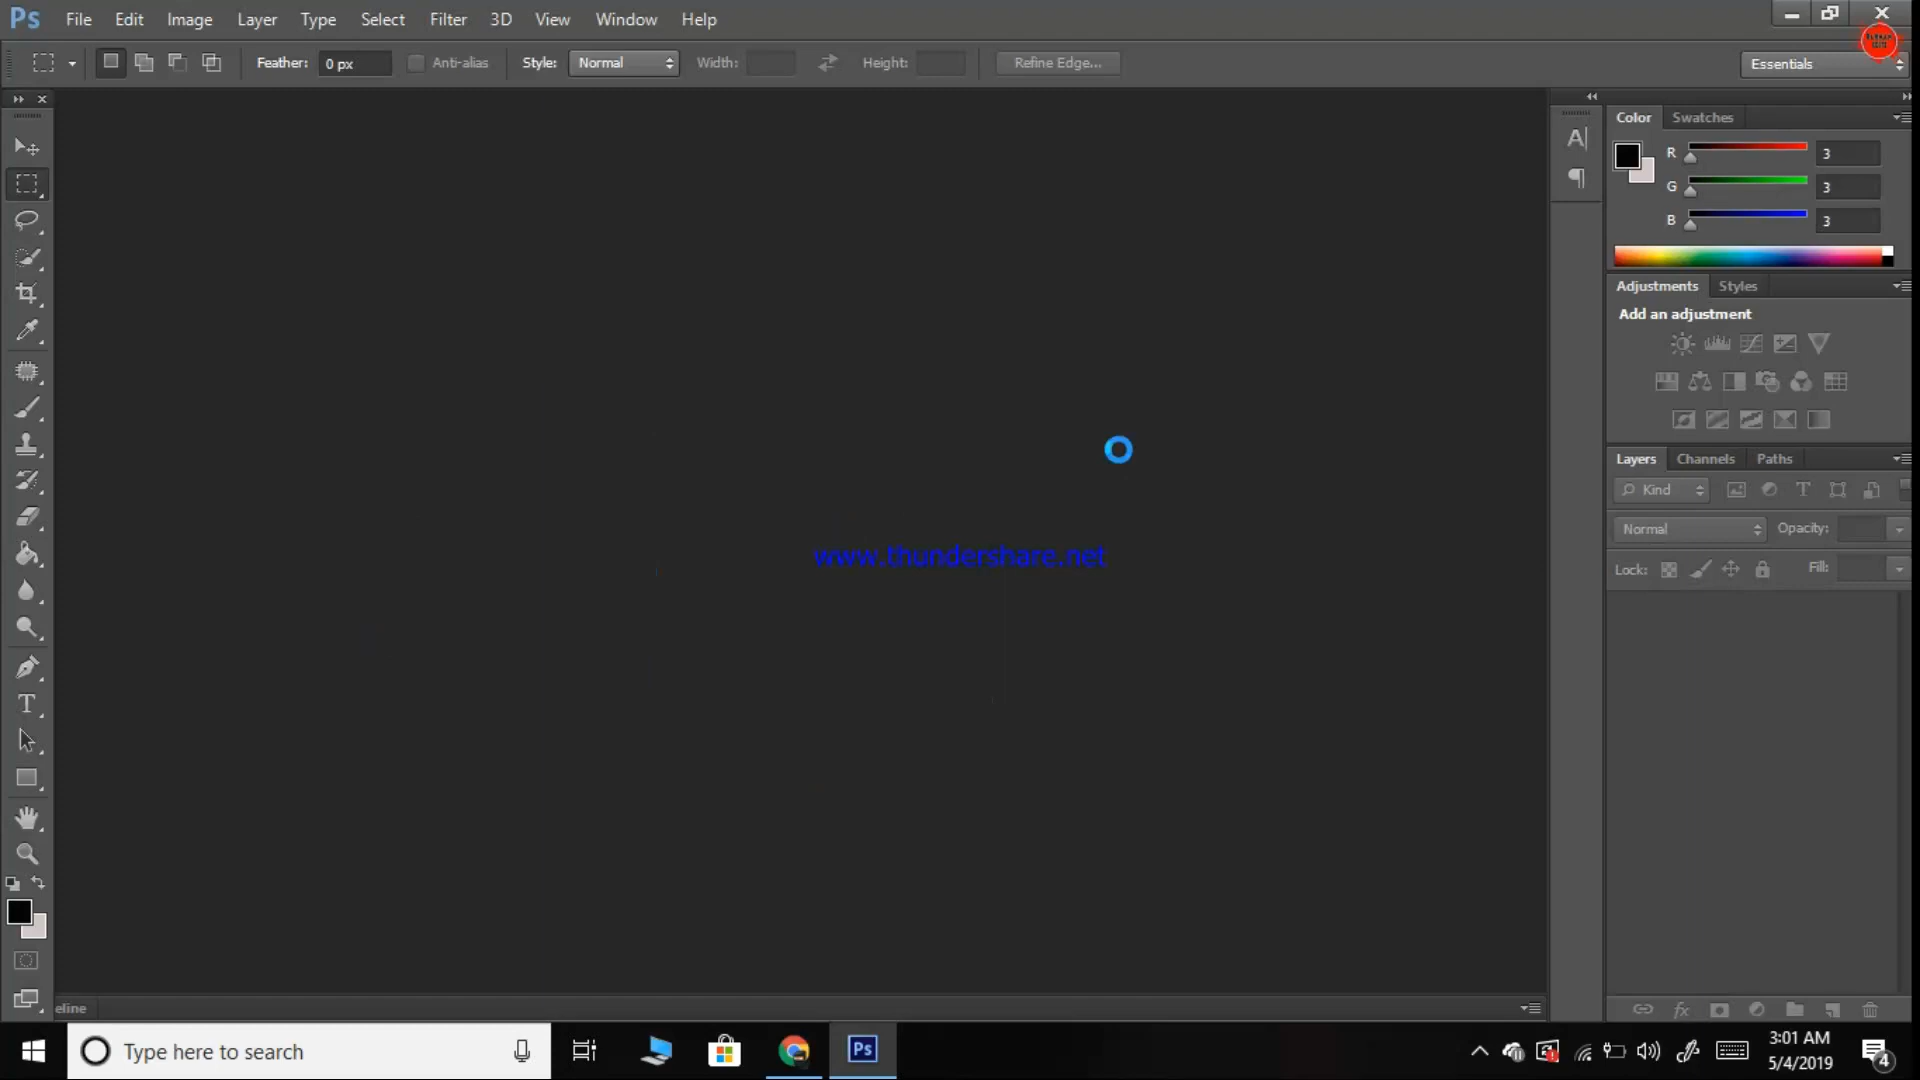 Ps File Edit Image Layer Type Select Filter 3D View Window Help
Feather: 0 px Anti-alias Style: Normal Width: Height: Refine Edge... Essentials
Color Swatches
R 3
G 3
B 3
Adjustments Styles
Add an adjustment
Layers Channels Paths
Kind
Normal Opacity:
Lock: Fill:
www.thundershare.net
eline
Type here to search
Ps
3:01 AM
5/4/2019
4